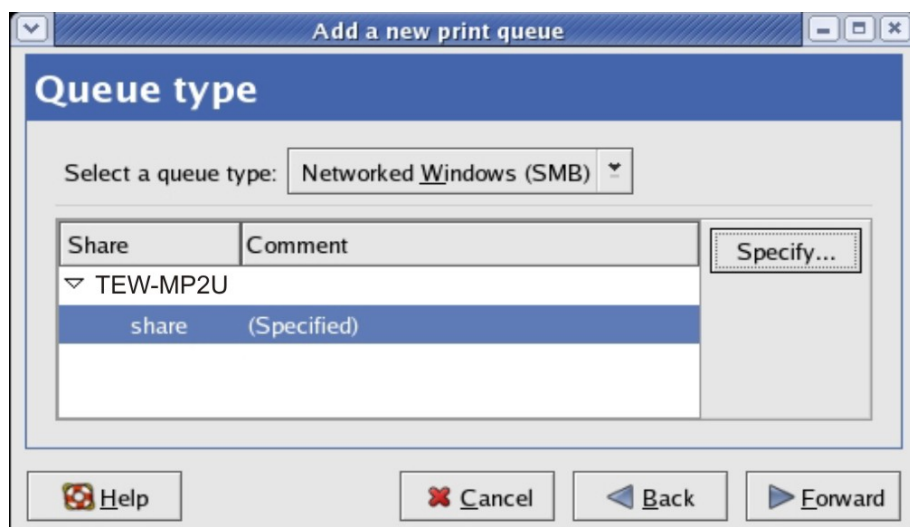 Add a new print queue
Queue type
Select a queue type: Networked Windows (SMB)
Share Comment
Specify...
TEW-MP2U
share (Specified)
Help Cancel Back Forward